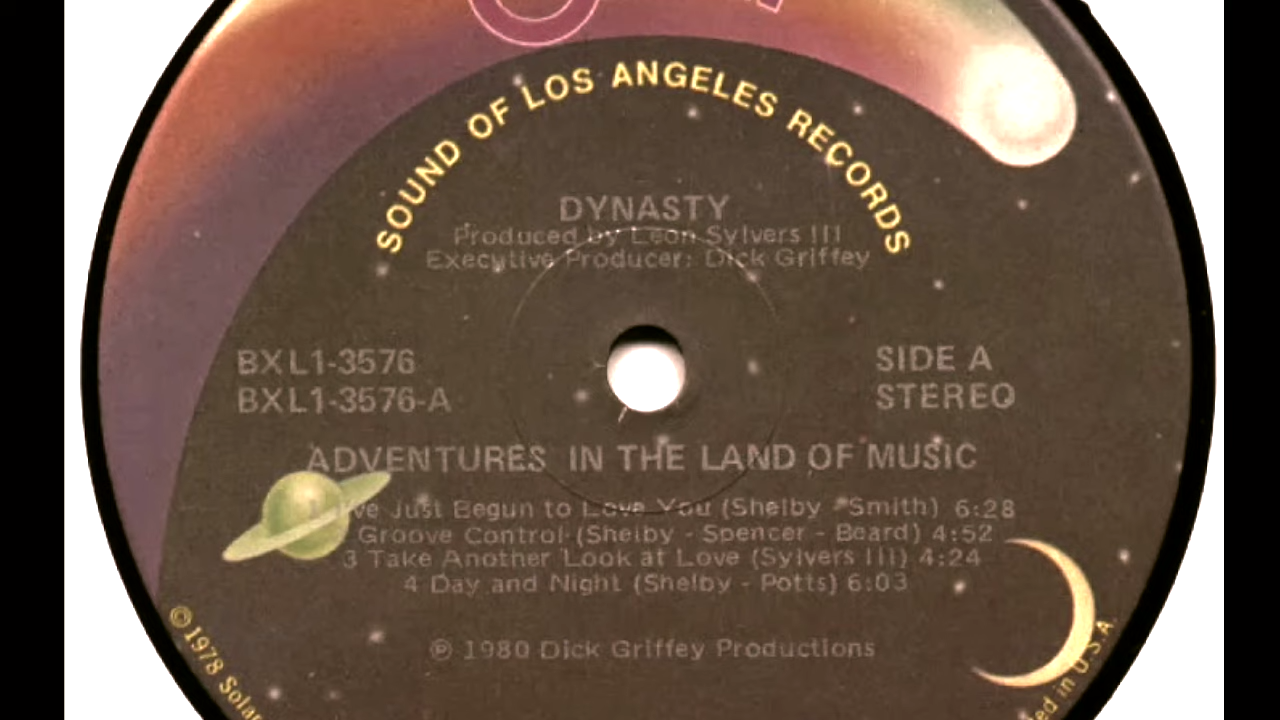 SOUND OF LOS ANGELES RECORDS
DYNASTY
Produced by Leon Sylvers III
Executive Producer: Dick Griffey
BXL1-3576
BXL1-3576-A
SIDE A
STEREO
ADVENTURES IN THE LAND OF MUSIC
Just Begun to Love You (Shelby - Smith) 6:28
Groove Control (Shelby - Spencer - Beard) 4:52
3 Take Another Look at Love (Sylvers III) 4:24
4 Day and Night (Shelby - Potts) 6:03
℗ 1980 Dick Griffey Productions
©1978 Solar
in U.S.A.